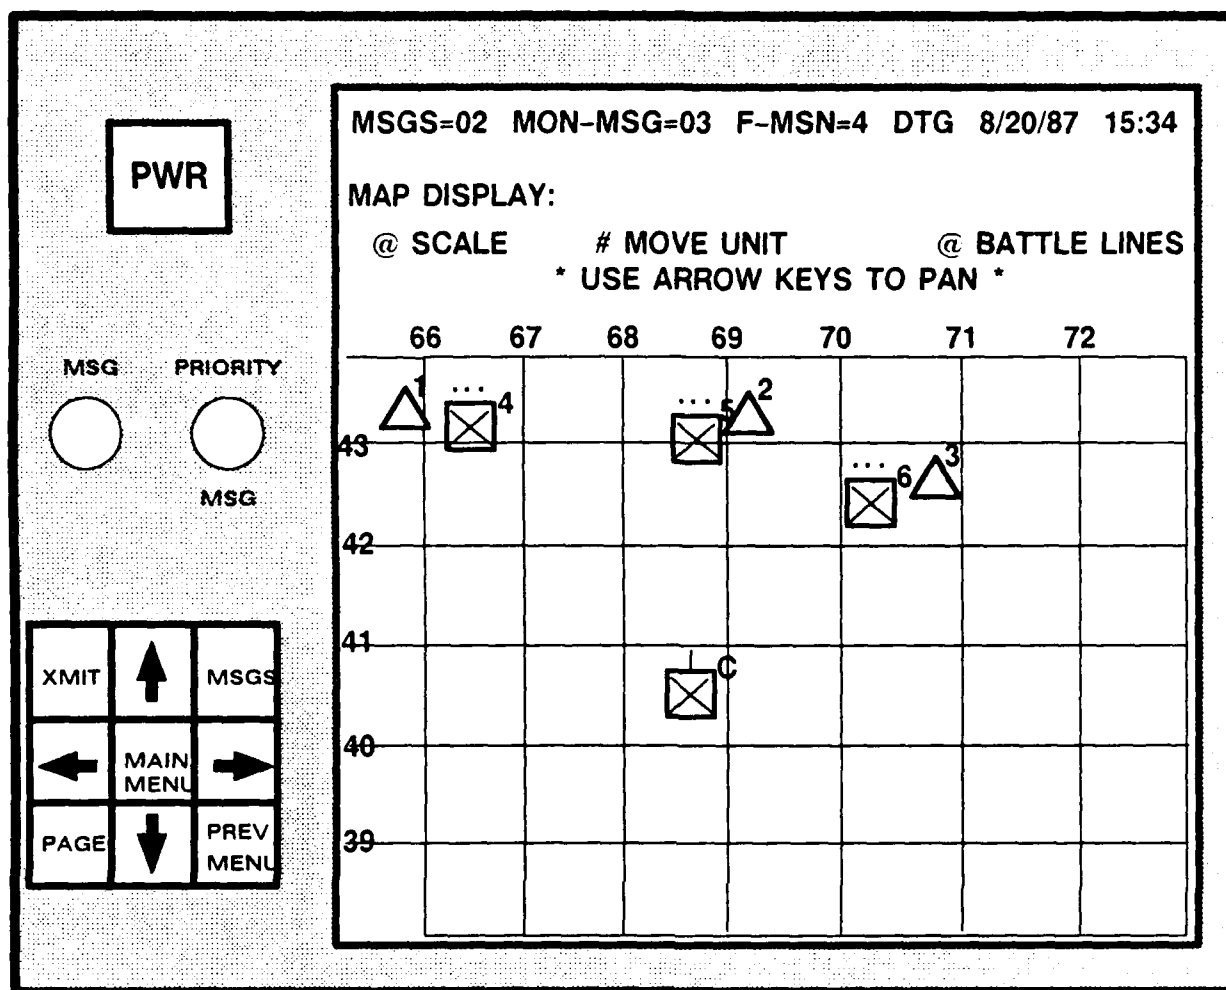 MSGS=02 MON-MSG=03 F-MSN=4 DTG 8/20/87 15:34
PWR
MAP DISPLAY:
@ SCALE # MOVE UNIT @ BATTLE LINES
* USE ARROW KEYS TO PAN *
66 67 68 69 70 71 72
MSG PRIORITY
MSG
1 4 5 2
43
6 3
42
41
C
40
39
XMIT MSGS
MAIN
MENU
PAGE PREV
MENU